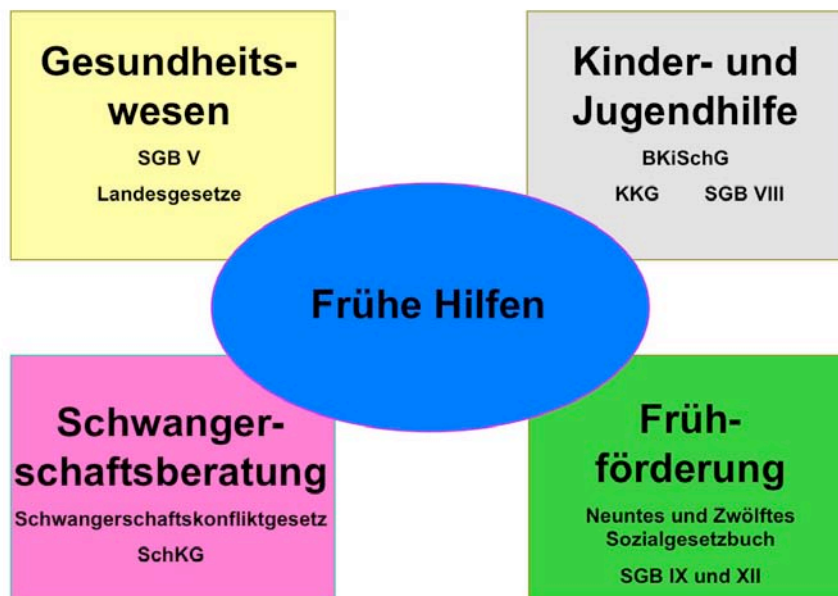 Gesundheits-
wesen
SGB V
Landesgesetze
Kinder- und
Jugendhilfe
BKiSchG
KKG SGB VIII
Frühe Hilfen
Schwanger-
schaftsberatung
Schwangerschaftskonfliktgesetz
SchKG
Früh-
förderung
Neuntes und Zwölftes
Sozialgesetzbuch
SGB IX und XII